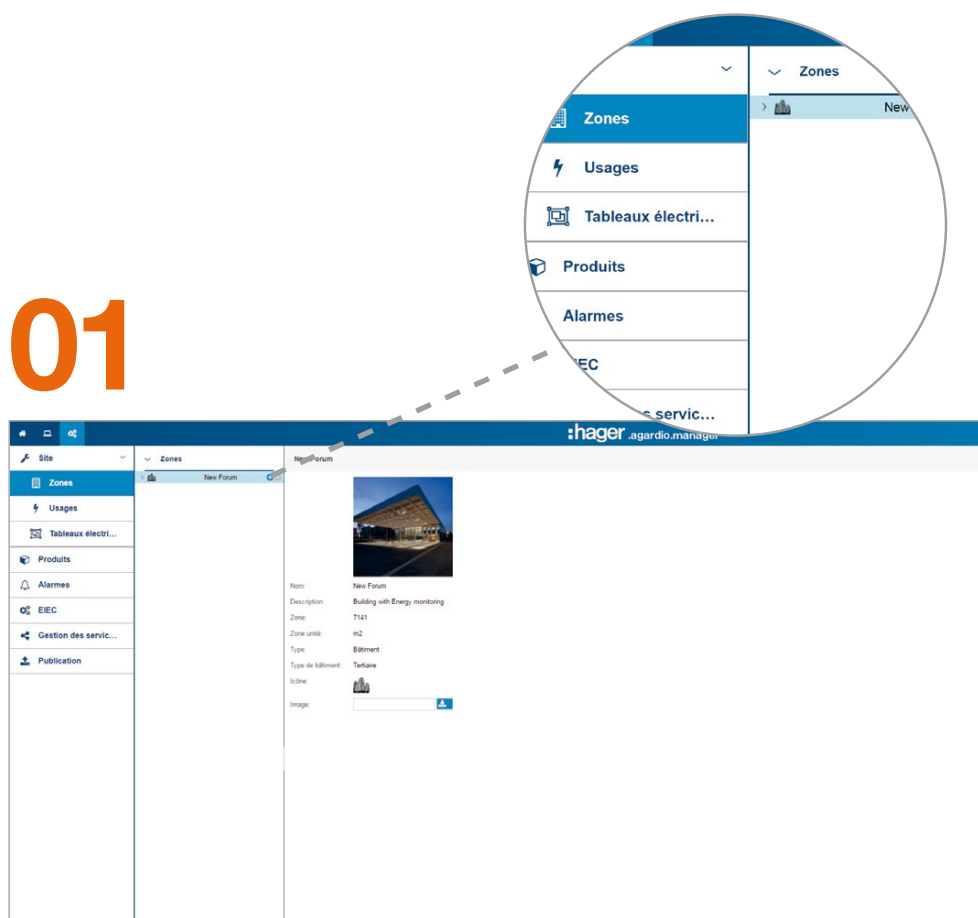 Zones
Zones
New
Usages
Tableaux électri...
Produits
Alarmes
EC
s servic...
01
:hager .agardio.manager
Site
Zones
New Forum
Zones
New Forum
Usages
Tableaux électri...
Produits
Alarmes
EIEC
Gestion des servic...
Publication
Nom: New Forum
Description: Building with Energy monitoring
Zone: 7141
Zone unité: m2
Type: Bâtiment
Type de bâtiment: Tertiaire
Icône:
Image: